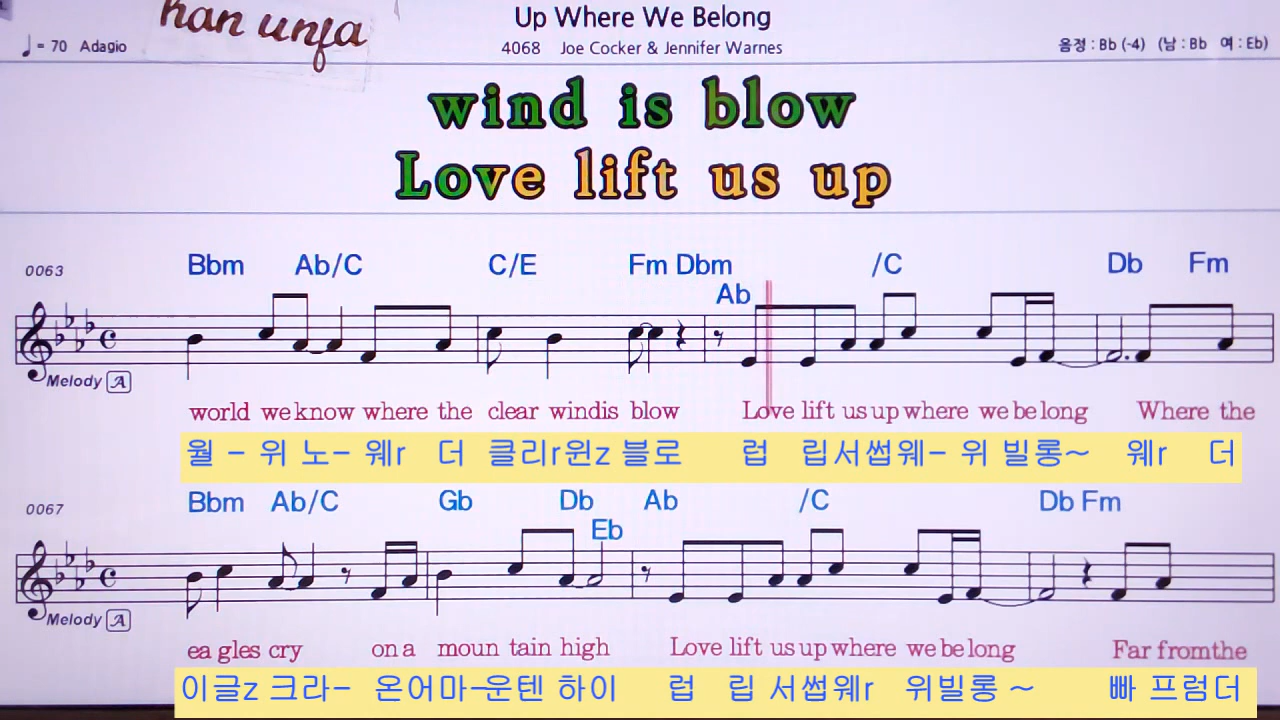 han unfa
Up Where We Belong
♩= 70 Adagio
4068 Joe Cocker & Jennifer Warnes
음정 : Bb (-4) (남 : Bb 여 : Eb)
wind is blow
Love lift us up
0063
Bbm Ab/C C/E Fm Dbm /C Db Fm
Ab
Melody A
world we know where the clear windis blow Love lift us up where we be long Where the
월 - 위 노- 웨r 더 클리r윈z 블로 럽 립서썹웨- 위 빌롱~ 웨r 더
0067
Bbm Ab/C Gb Db Ab /C Db Fm
Eb
Melody A
ea gles cry on a moun tain high Love lift us up where we be long Far fromthe
이글z 크라- 온어마-운텐 하이 럽 립 서썹웨r 위빌롱 ~ 빠 프럼더